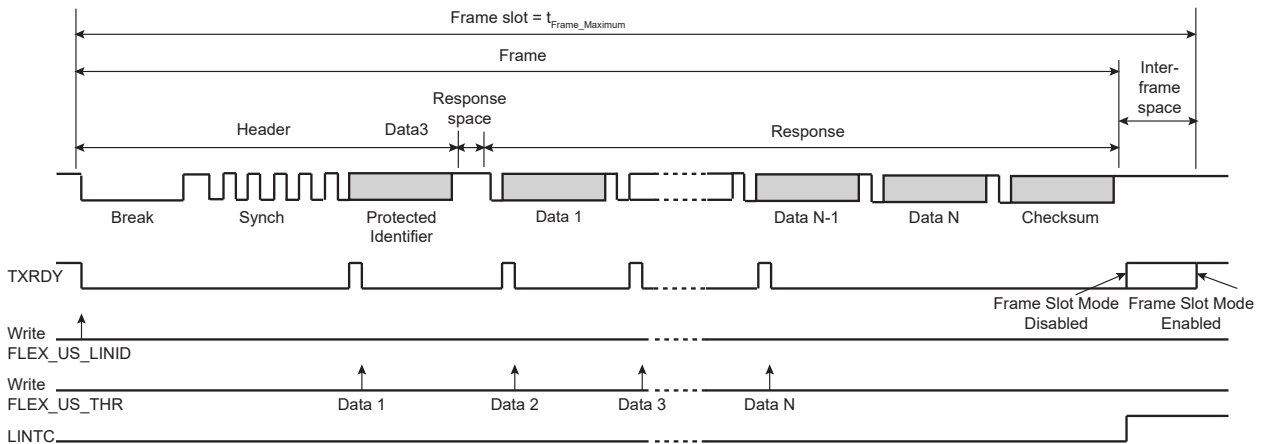 Frame slot = tFrame_Maximum
Frame
Inter-
frame
space
Response
space
Header
Data3
Response
Break
Synch
Protected
Identifier
Data 1
Data N-1
Data N
Checksum
TXRDY
Frame Slot Mode
Disabled
Frame Slot Mode
Enabled
Write
FLEX_US_LINID
Write
FLEX_US_THR
Data 1
Data 2
Data 3
Data N
LINTC